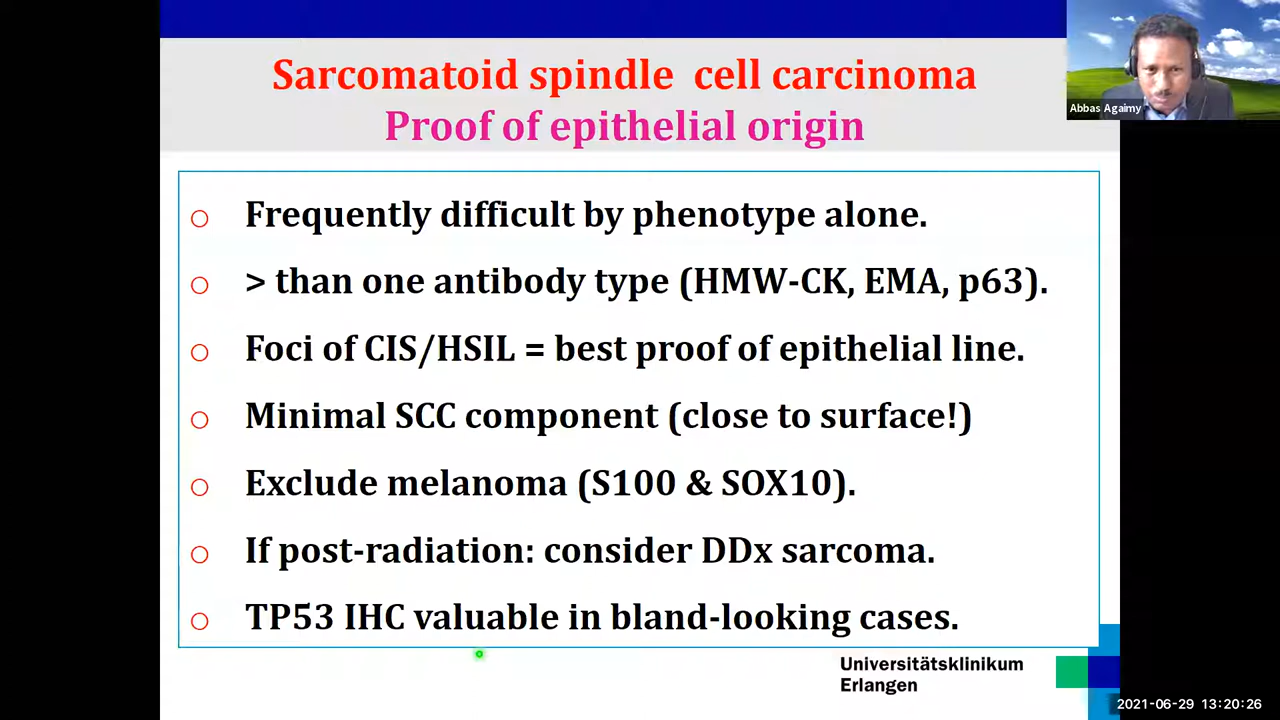 Sarcomatoid spindle cell carcinoma
Proof of epithelial origin
Abbas Agaimy
Frequently difficult by phenotype alone.
> than one antibody type (HMW-CK, EMA, p63).
Foci of CIS/HSIL = best proof of epithelial line.
Minimal SCC component (close to surface!)
Exclude melanoma (S100 & SOX10).
If post-radiation: consider DDx sarcoma.
TP53 IHC valuable in bland-looking cases.
Universitätsklinikum
Erlangen
2021-06-29 13:20:26